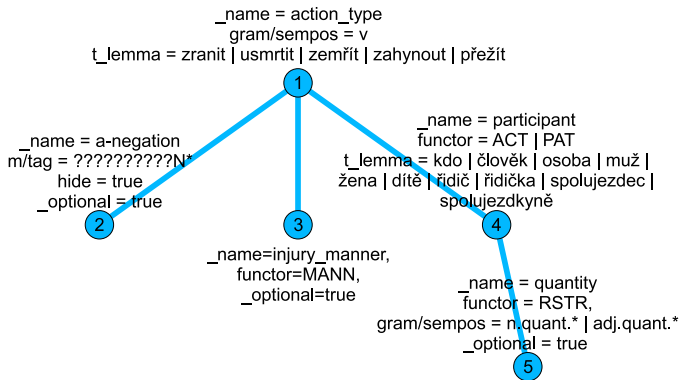 _name = action_type
gram/sempos = v
t_lemma = zranit | usmrtit | zemřít | zahynout | přežít
1
_name = a-negation
m/tag = ??????????N*
hide = true
_optional = true
2
_name=injury_manner,
functor=MANN,
_optional=true
3
_name = participant
functor = ACT | PAT
t_lemma = kdo | člověk | osoba | muž |
žena | dítě | řidič | řidička | spolujezdec |
spolujezdkyně
4
_name = quantity
functor = RSTR,
gram/sempos = n.quant.* | adj.quant.*
_optional = true
5